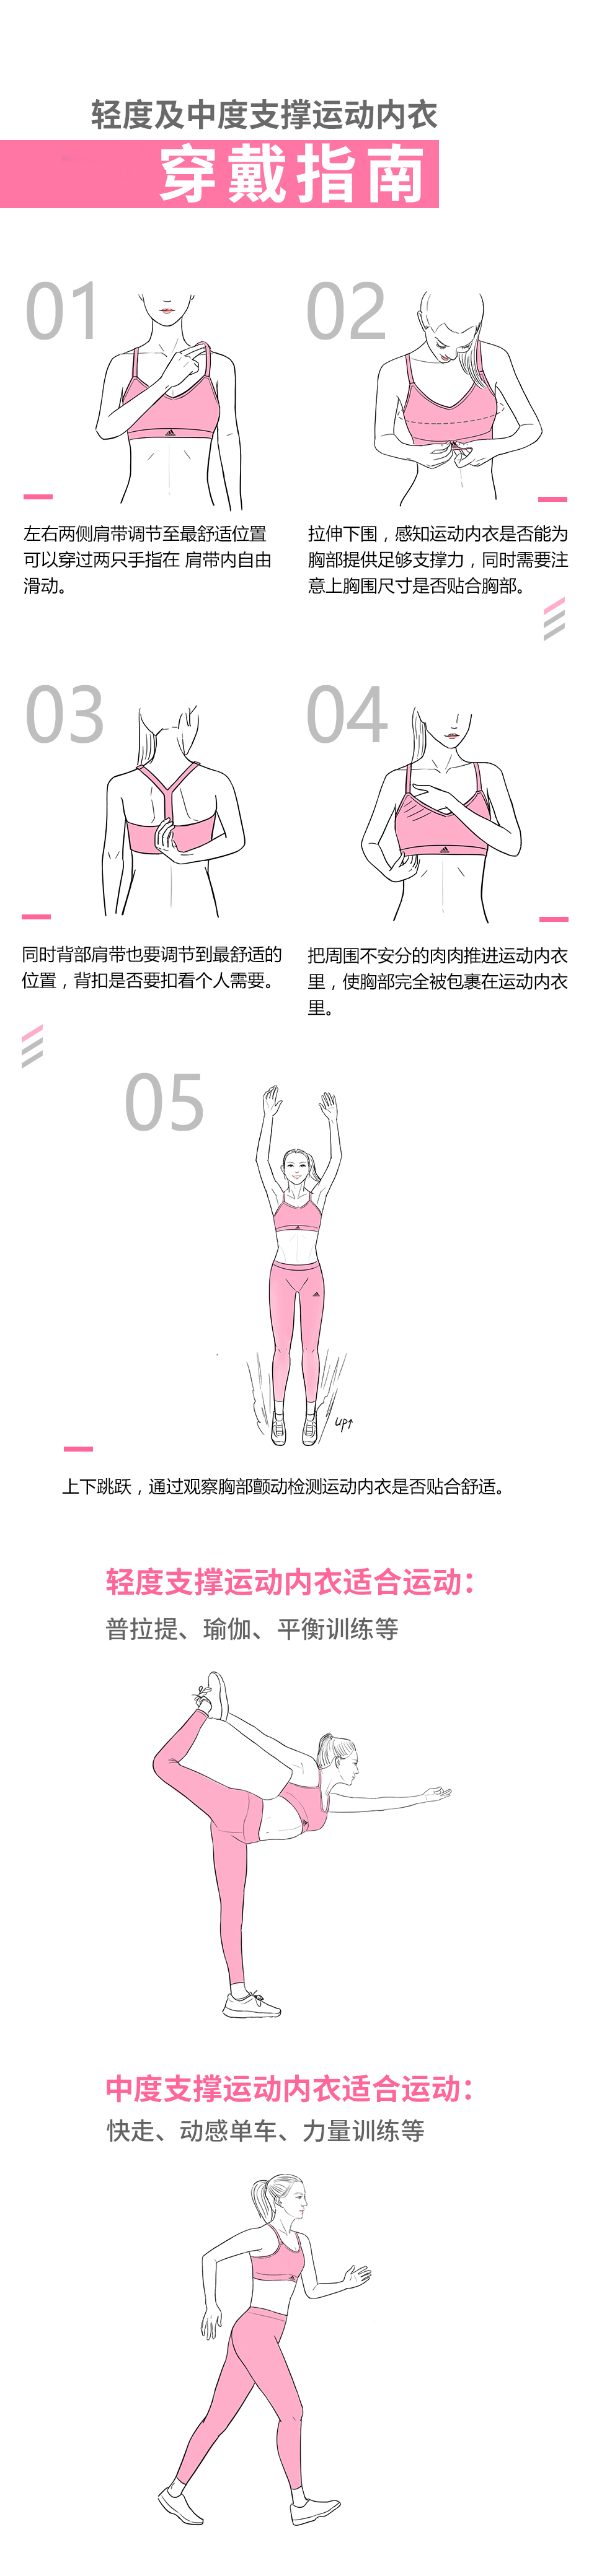 轻度及中度支撑运动内衣
穿戴指南
01
左右两侧肩带调节至最舒适位置
可以穿过两只手指在 肩带内自由
滑动。
02
拉伸下围，感知运动内衣是否能为
胸部提供足够支撑力，同时需要注
意上胸围尺寸是否贴合胸部。
03
同时背部肩带也要调节到最舒适的
位置，背扣是否要扣看个人需要。
04
把周围不安分的肉肉推进运动内衣
里，使胸部完全被包裹在运动内衣
里。
05
up↑
上下跳跃，通过观察胸部颤动检测运动内衣是否贴合舒适。
轻度支撑运动内衣适合运动：
普拉提、瑜伽、平衡训练等
中度支撑运动内衣适合运动：
快走、动感单车、力量训练等